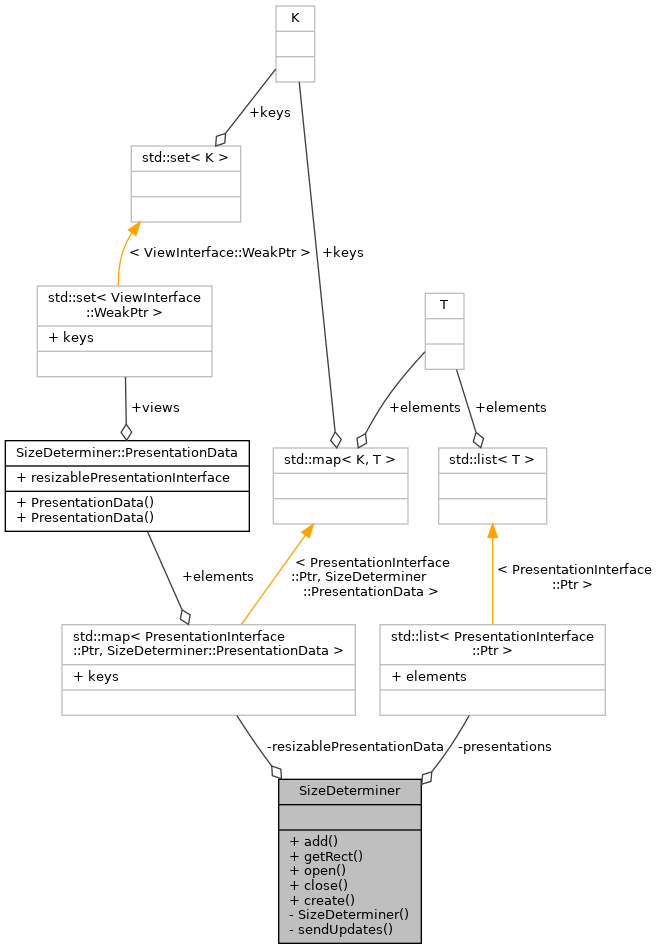 K
+keys
std::set< K >
< ViewInterface::WeakPtr >
+keys
std::set< ViewInterface
::WeakPtr >
+ keys
T
+views
+elements
+elements
SizeDeterminer::PresentationData
+ resizablePresentationInterface
+ PresentationData()
+ PresentationData()
std::map< K, T >
std::list< T >
+elements
< PresentationInterface
::Ptr, SizeDeterminer
::PresentationData >
< PresentationInterface
::Ptr >
std::map< PresentationInterface
::Ptr, SizeDeterminer::PresentationData >
+ keys
std::list< PresentationInterface
::Ptr >
+ elements
-resizablePresentationData
-presentations
SizeDeterminer
+ add()
+ getRect()
+ open()
+ close()
+ create()
- SizeDeterminer()
- sendUpdates()